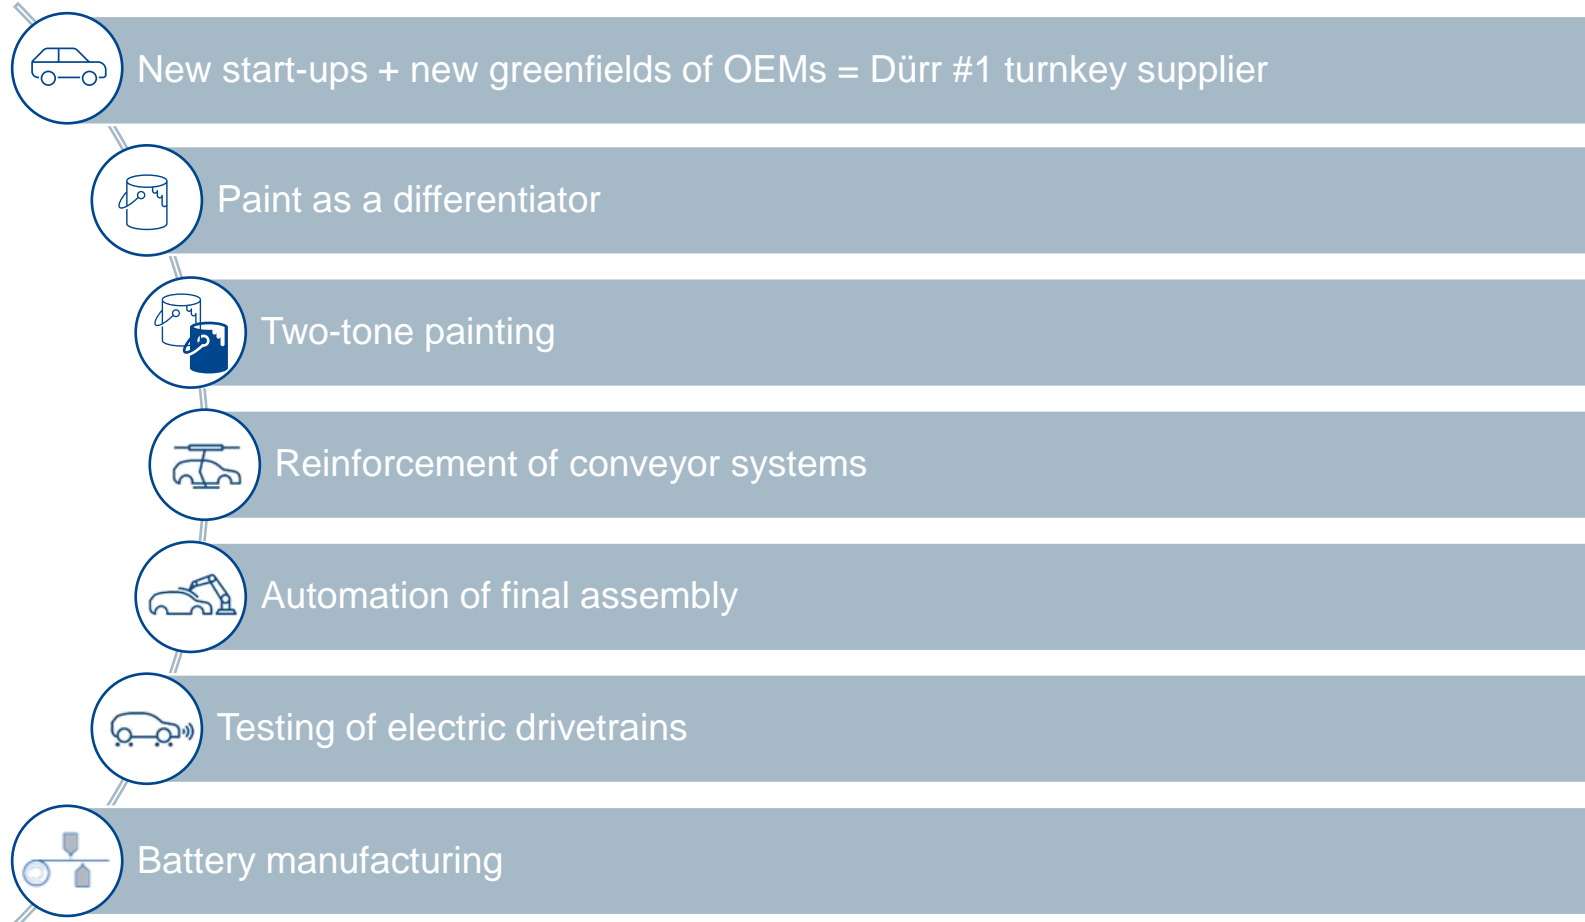 New start-ups + new greenfields of OEMs = Dürr #1 turnkey supplier
Paint as a differentiator
Two-tone painting
Reinforcement of conveyor systems
Automation of final assembly
Testing of electric drivetrains
Battery manufacturing